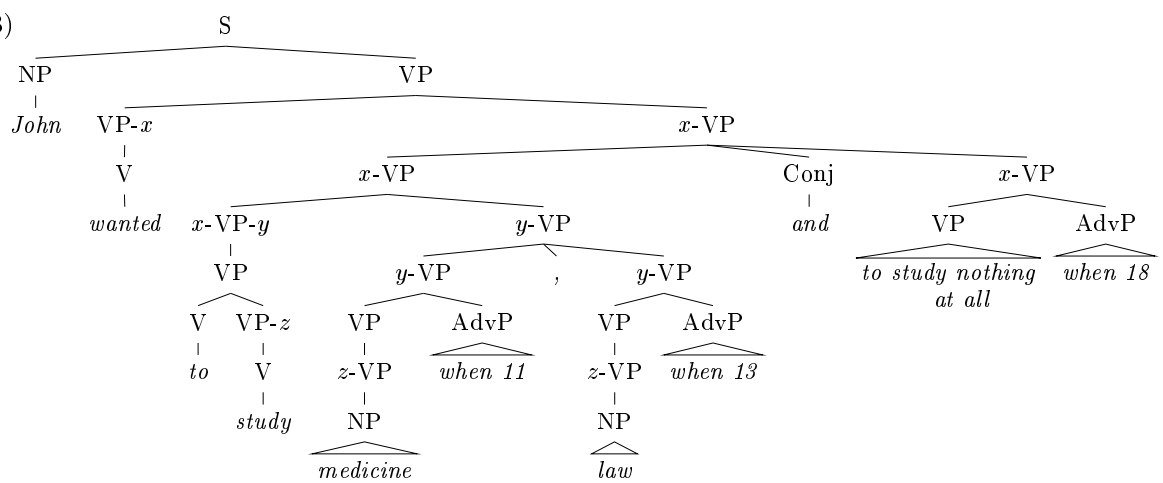 3) S
NP VP
John VP-x x-VP
V x-VP Conj x-VP
wanted x-VP-y y-VP and VP AdvP
VP y-VP , y-VP to study nothing when 18
at all
V VP-z VP AdvP VP AdvP
to V z-VP when 11 z-VP when 13
study NP NP
medicine law